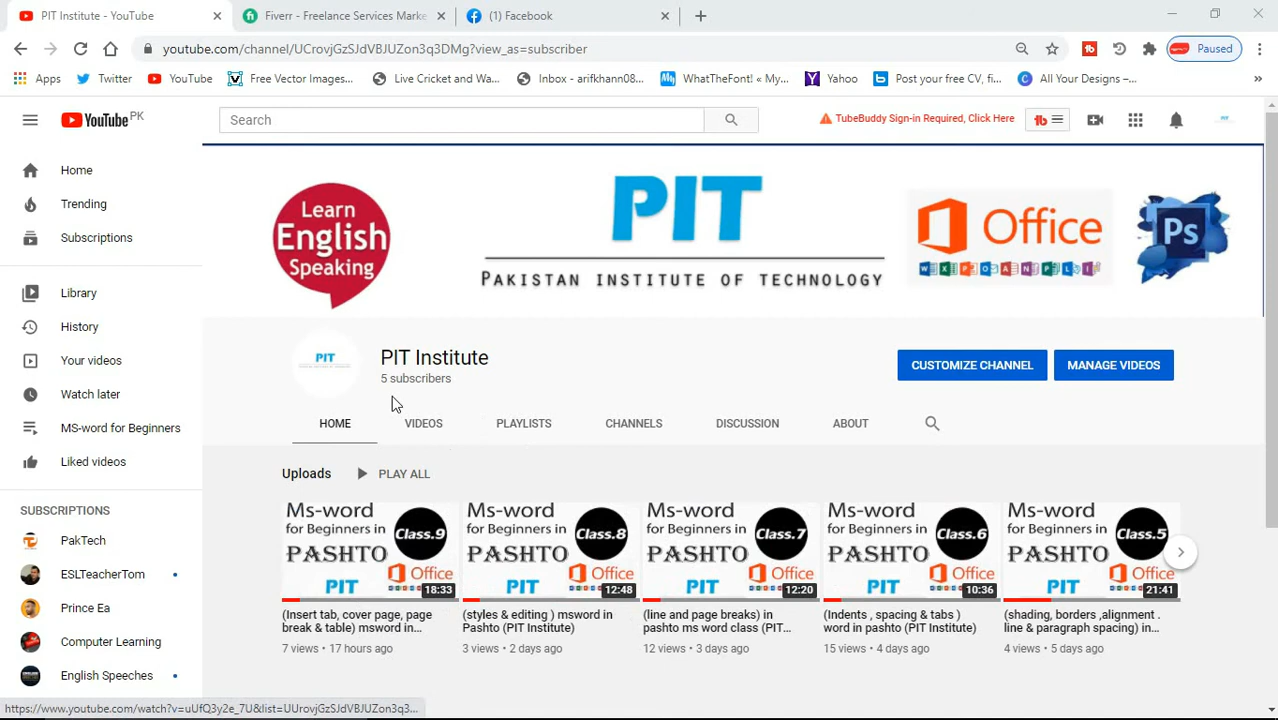 PIT Institute - YouTube
Fiverr - Freelance Services Marke
(1) Facebook
youtube.com/channel/UCrovjGzSJdVBJUZon3q3DMg?view_as=subscriber
Paused
Apps
Twitter
YouTube
Free Vector Images...
Live Cricket and Wa...
Inbox - arifkhann08...
WhatTheFont! « My...
Yahoo
Post your free CV, fi...
All Your Designs –...
YouTube PK
Search
TubeBuddy Sign-in Required, Click Here
Home
Trending
Subscriptions
Library
History
Your videos
Watch later
MS-word for Beginners
Liked videos
SUBSCRIPTIONS
PakTech
ESLTeacherTom
Prince Ea
Computer Learning
English Speeches
Learn
English
Speaking
PIT
PAKISTAN INSTITUTE OF TECHNOLOGY
Office
Ps
PIT
PIT Institute
5 subscribers
CUSTOMIZE CHANNEL
MANAGE VIDEOS
HOME
VIDEOS
PLAYLISTS
CHANNELS
DISCUSSION
ABOUT
Uploads
PLAY ALL
Ms-word
for Beginners in
PASHTO
Class.9
PIT
Office
18:33
(Insert tab, cover page, page
break & table) msword in...
7 views • 17 hours ago
Ms-word
for Beginners in
PASHTO
Class.8
PIT
Office
12:48
(styles & editing ) msword in
Pashto (PIT Institute)
3 views • 2 days ago
Ms-word
for Beginners in
PASHTO
Class.7
PIT
Office
12:20
(line and page breaks) in
pashto ms word class (PIT...
12 views • 3 days ago
Ms-word
for Beginners in
PASHTO
Class.6
PIT
Office
10:36
(Indents , spacing & tabs )
word in pashto (PIT Institute)
15 views • 4 days ago
Ms-word
for Beginners in
PASHTO
Class.5
PIT
Office
21:41
(shading, borders ,alignment .
line & paragraph spacing) in...
4 views • 5 days ago
https://www.youtube.com/watch?v=uUfQ3y2e_7U&list=UUrovjGzSJdVBJUZon3q3...